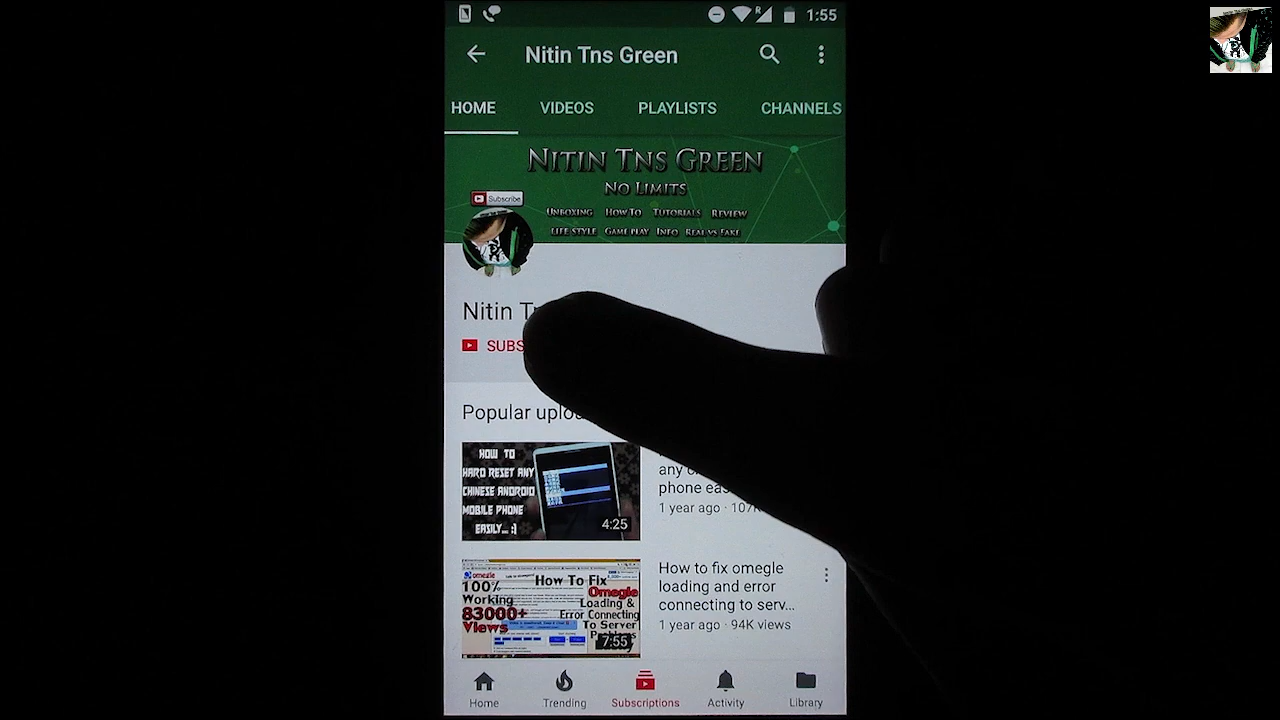 R
1:55
Nitin Tns Green
HOME
VIDEOS
PLAYLISTS
CHANNELS
NITIN TNS GREEN
NO LIMITS
Subscribe
UNBOXING HOW TO TUTORIALS REVIEW
LIFE STYLE GAME PLAY INFO REAL VS FAKE
Nitin
SUBS
Popular uplo
HOW TO
HARD RESET ANY
CHINESE ANDROID
MOBILE PHONE
EASILY... :)
4:25
any c
phone eas
1 year ago · 107K
omegle
100%
Working
83000+
Views
How To Fix
Omegle
Loading &
Error Connecting
To Server
7:55
How to fix omegle
loading and error
connecting to serv...
1 year ago · 94K views
Home
Trending
Subscriptions
Activity
Library